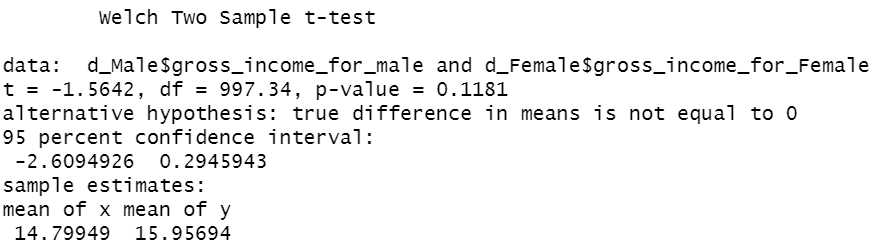 Welch Two Sample t-test
data:  d_Male$gross_income_for_male and d_Female$gross_income_for_Female
t = -1.5642, df = 997.34, p-value = 0.1181
alternative hypothesis: true difference in means is not equal to 0
95 percent confidence interval:
 -2.6094926  0.2945943
sample estimates:
mean of x mean of y
 14.79949  15.95694